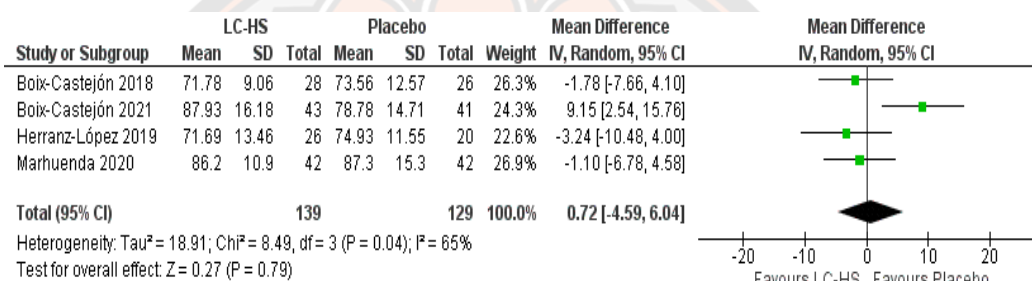 LC-HS Placebo Mean Difference Mean Difference
Study or Subgroup Mean SD Total Mean SD Total Weight IV, Random, 95% CI IV, Random, 95% CI
Boix-Castejón 2018 71.78 9.06 28 73.56 12.57 26 26.3% -1.78 [-7.66, 4.10]
Boix-Castejón 2021 87.93 16.18 43 78.78 14.71 41 24.3% 9.15 [2.54, 15.76]
Herranz-López 2019 71.69 13.46 26 74.93 11.55 20 22.6% -3.24 [-10.48, 4.00]
Marhuenda 2020 86.2 10.9 42 87.3 15.3 42 26.9% -1.10 [-6.78, 4.58]
Total (95% CI) 139 129 100.0% 0.72 [-4.59, 6.04]
Heterogeneity: Tau² = 18.91; Chi² = 8.49, df = 3 (P = 0.04); I² = 65%
Test for overall effect: Z = 0.27 (P = 0.79)
-20 -10 0 10 20
Favours LC-HS Favours Placebo